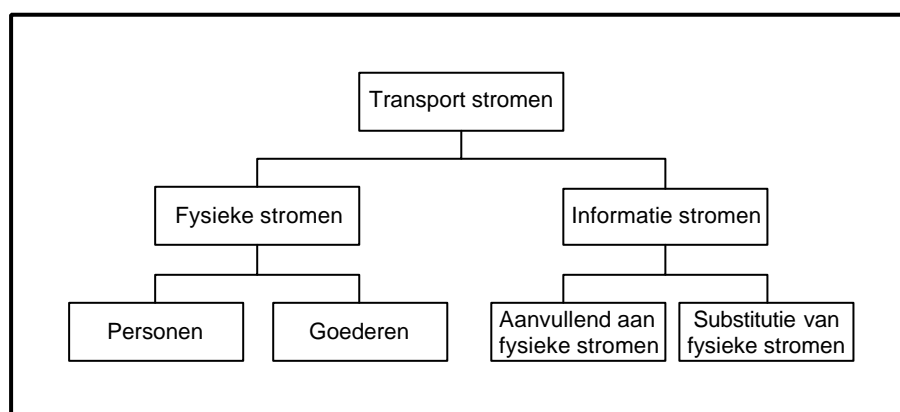 Transport stromen
Fysieke stromen
Informatie stromen
Personen
Goederen
Aanvullend aan
fysieke stromen
Substitutie van
fysieke stromen